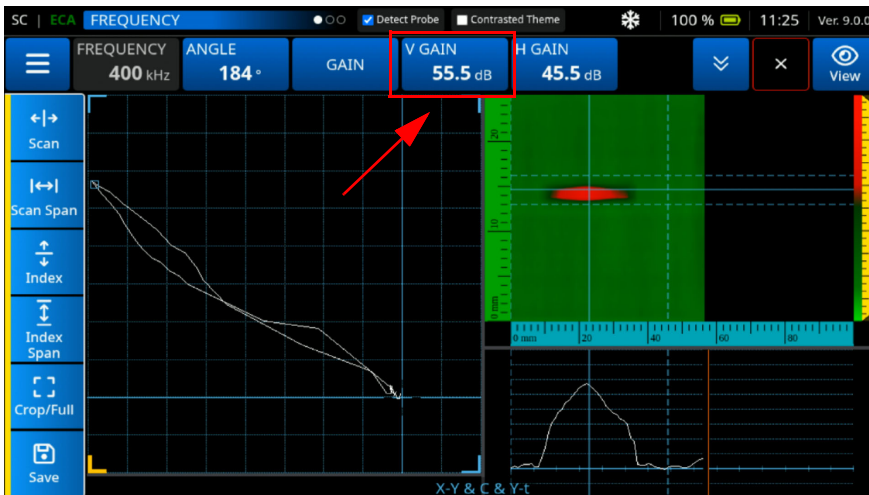 SC | ECA FREQUENCY Detect Probe Contrasted Theme 100 % 11:25 Ver. 9.0.0
FREQUENCY ANGLE GAIN V GAIN H GAIN View
400 kHz 184 ° 55.5 dB 45.5 dB
Scan
Scan Span
Index
Index
Span
Crop/Full
Save
20
10
0 mm
0 mm 20 40 60 80
X-Y & C & Y-t